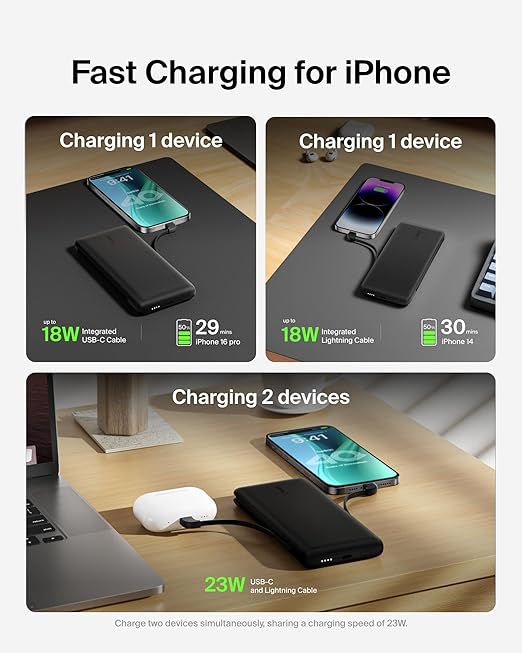 Fast Charging for iPhone
Charging 1 device
up to
18W Integrated
USB-C Cable
50% 29 mins
iPhone 16 pro
Charging 1 device
up to
18W Integrated
Lightning Cable
50% 30 mins
iPhone 14
Charging 2 devices
9:41
23W USB-C
and Lightning Cable
Charge two devices simultaneously, sharing a charging speed of 23W.